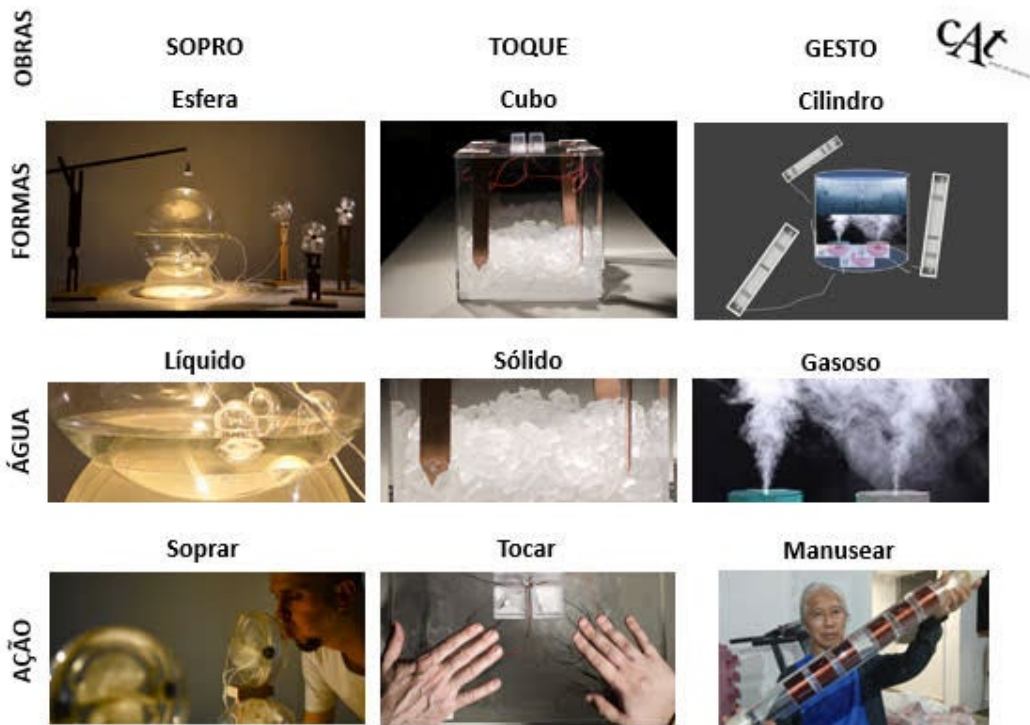 OBRAS
SOPRO
TOQUE
GESTO
cAt
Esfera
Cubo
Cilindro
FORMAS
Líquido
Sólido
Gasoso
ÁGUA
Soprar
Tocar
Manusear
AÇÃO